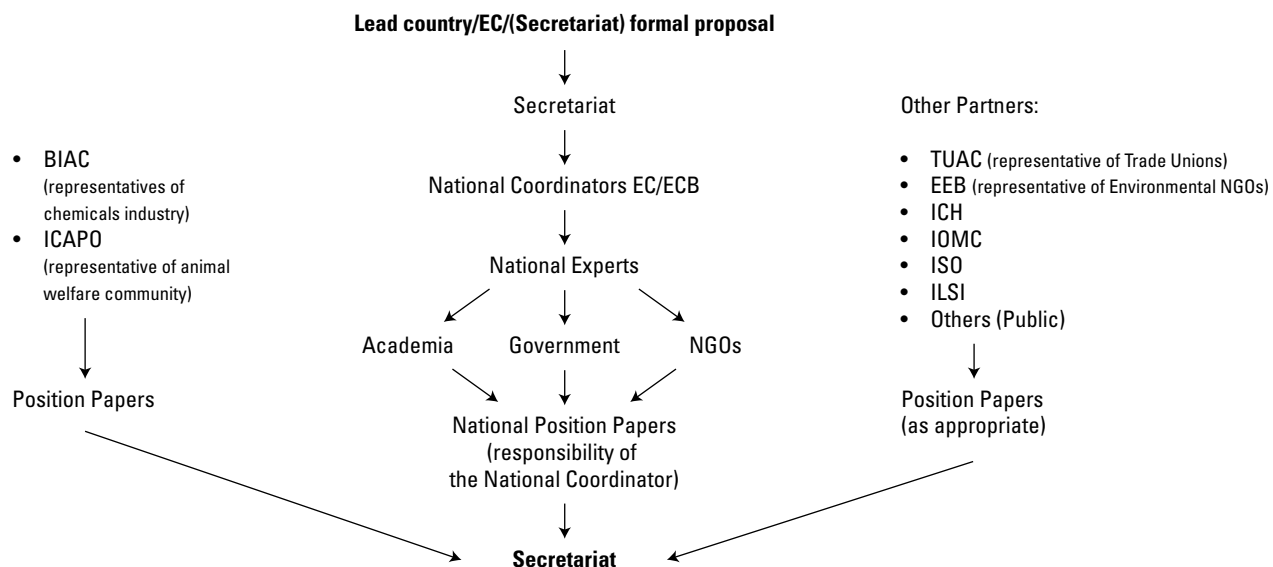 Lead country/EC/(Secretariat) formal proposal
Secretariat
National Coordinators EC/ECB
National Experts
Academia
Government
NGOs
National Position Papers
(responsibility of
the National Coordinator)
• BIAC
(representatives of
chemicals industry)
• ICAPO
(representative of animal
welfare community)
Position Papers
Other Partners:
• TUAC (representative of Trade Unions)
• EEB (representative of Environmental NGOs)
• ICH
• IOMC
• ISO
• ILSI
• Others (Public)
Position Papers
(as appropriate)
Secretariat